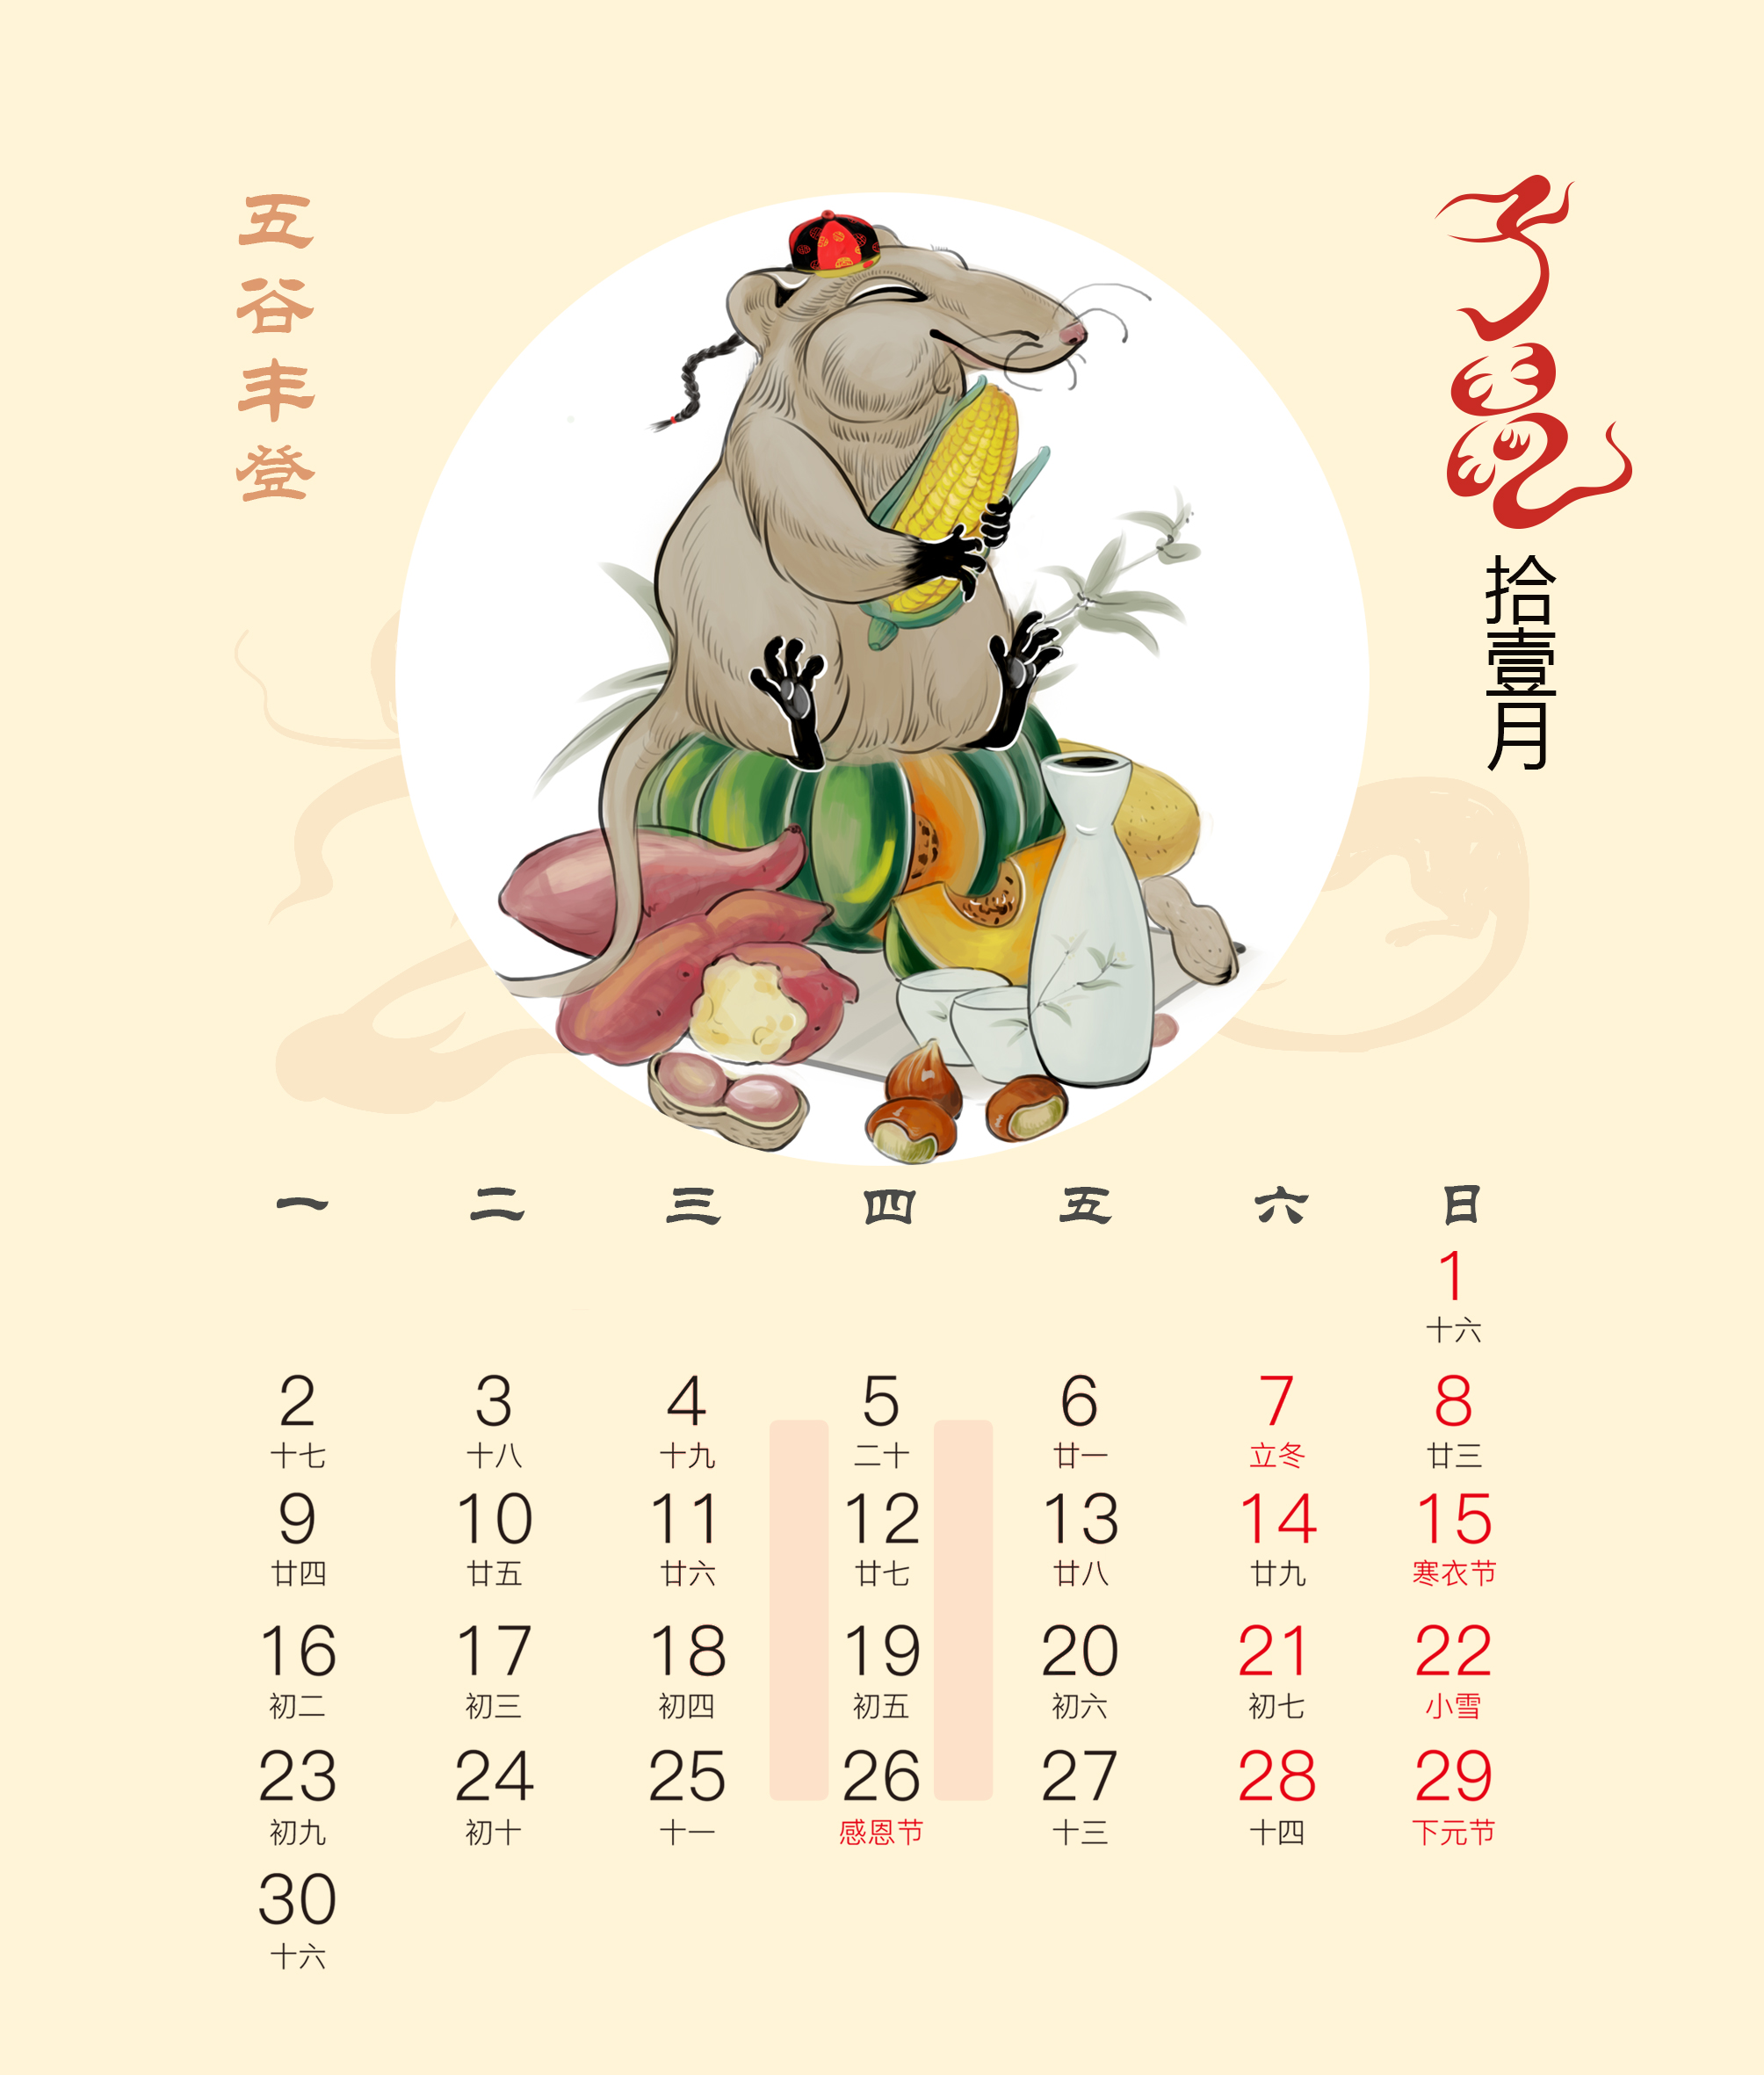 五谷丰登
子鼠
拾壹月
一 二 三 四 五 六 日
1
十六
2 3 4 5 6 7 8
十七 十八 十九 二十 廿一 立冬 廿三
9 10 11 12 13 14 15
廿四 廿五 廿六 廿七 廿八 廿九 寒衣节
16 17 18 19 20 21 22
初二 初三 初四 初五 初六 初七 小雪
23 24 25 26 27 28 29
初九 初十 十一 感恩节 十三 十四 下元节
30
十六